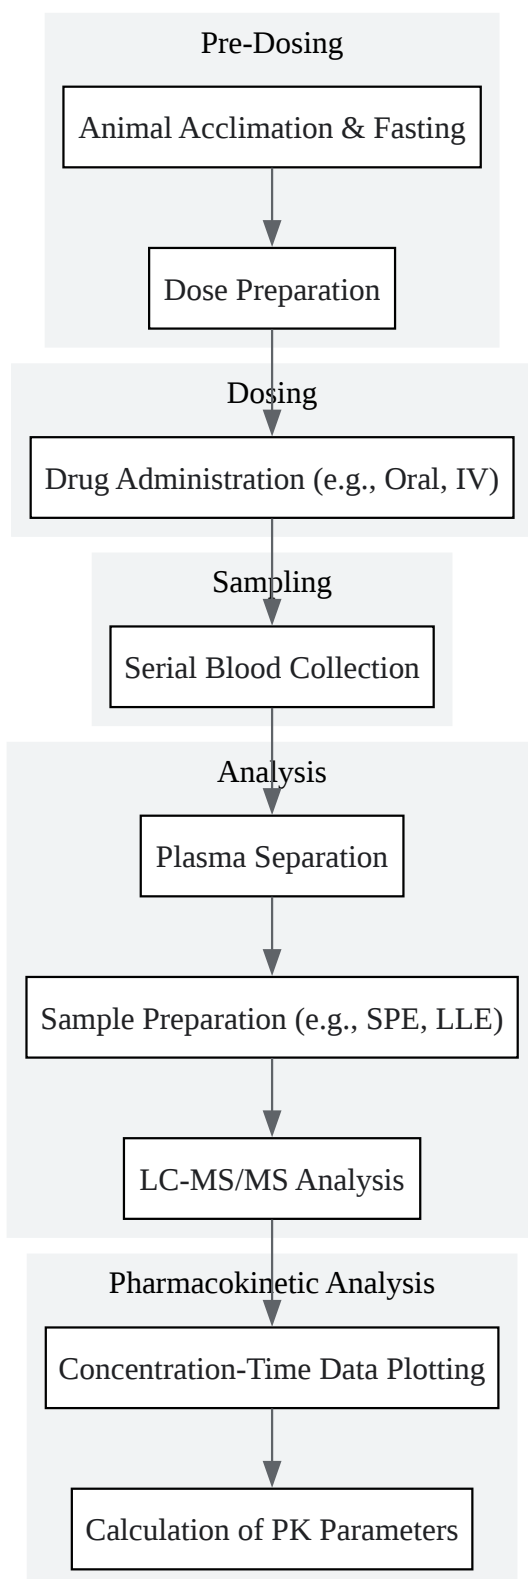 Pre-Dosing
Animal Acclimation & Fasting
Dose Preparation
Dosing
Drug Administration (e.g., Oral, IV)
Sampling
Serial Blood Collection
Analysis
Plasma Separation
Sample Preparation (e.g., SPE, LLE)
LC-MS/MS Analysis
Pharmacokinetic Analysis
Concentration-Time Data Plotting
Calculation of PK Parameters